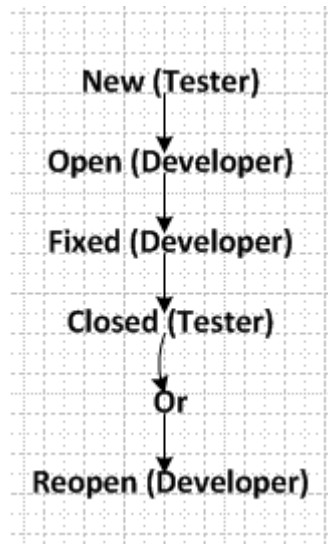 New (Tester)
Open (Developer)
Fixed (Developer)
Closed (Tester)
Or
Reopen (Developer)